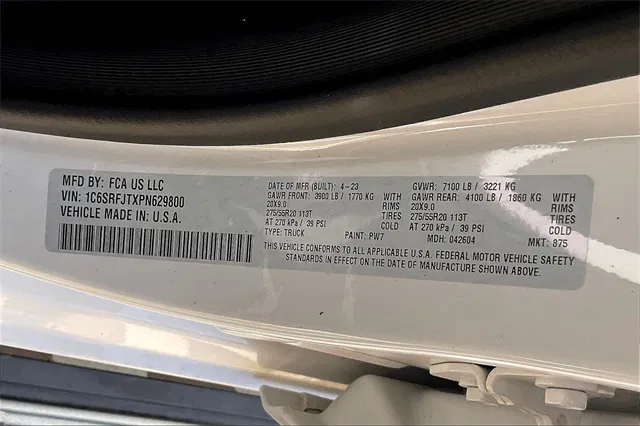 MFD BY: FCA US LLC
VIN: 1C6SRFJTXPN629800
VEHICLE MADE IN: U.S.A.
DATE OF MFR (BUILT): 4-23
GAWR FRONT: 3900 LB / 1770 KG WITH
20X9.0 RIMS
275/55R20 113T TIRES
AT 270 kPa / 39 PSI COLD
TYPE: TRUCK PAINT: PW7
GVWR: 7100 LB / 3221 KG
GAWR REAR: 4100 LB / 1860 KG WITH
20X9.0 RIMS
275/55R20 113T TIRES
AT 270 kPa / 39 PSI COLD
MDH: 042604 MKT: 875
THIS VEHICLE CONFORMS TO ALL APPLICABLE U.S.A. FEDERAL MOTOR VEHICLE SAFETY
STANDARDS IN EFFECT ON THE DATE OF MANUFACTURE SHOWN ABOVE.